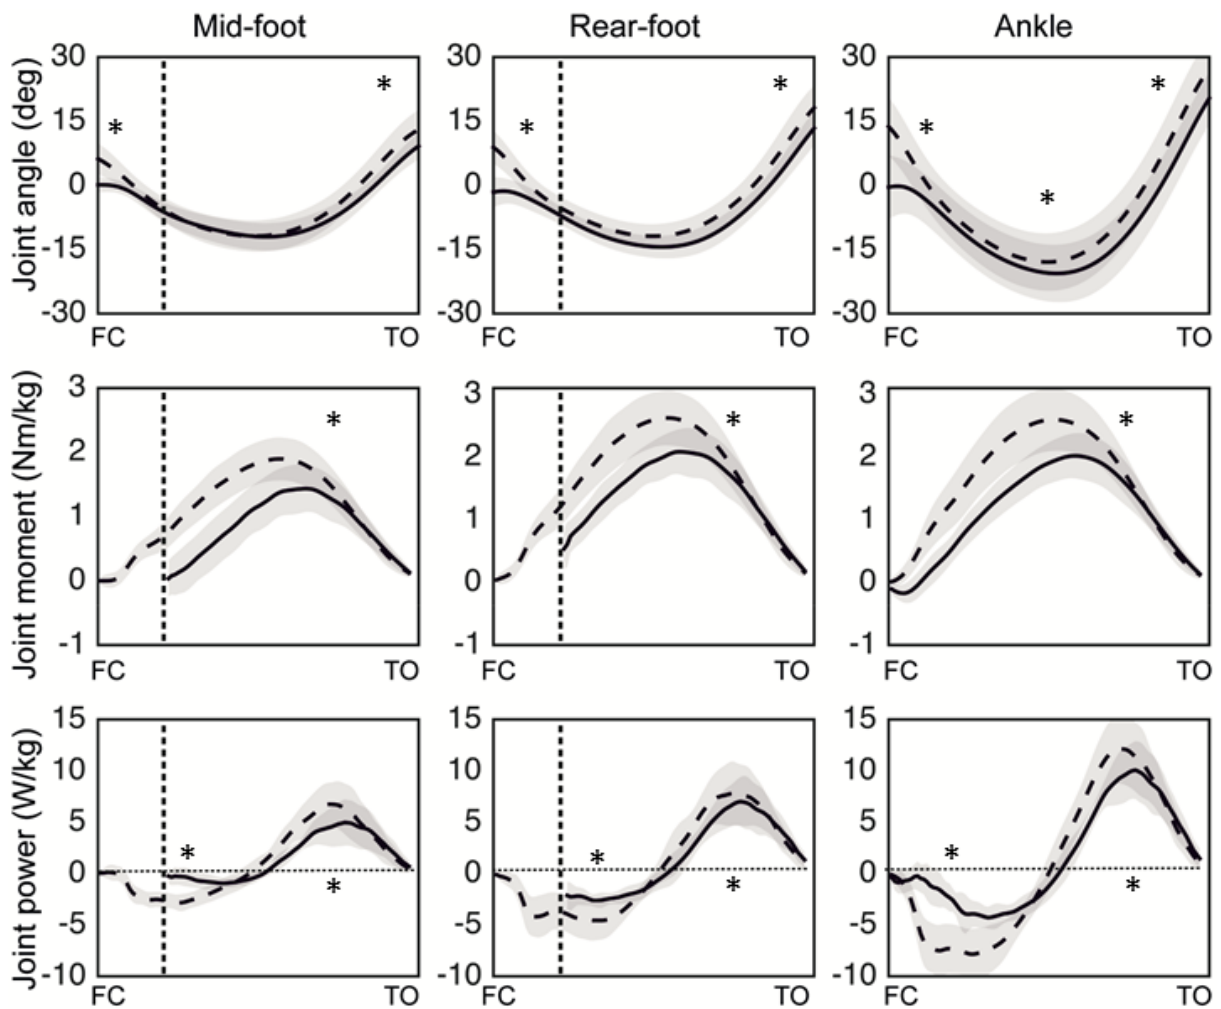 Mid-foot Rear-foot Ankle
Joint angle (deg)
30 30 30
* * *
15 15 15
* * *
0 0 0
*
-15 -15 -15
-30 -30 -30
FC TO FC TO FC TO
Joint moment (Nm/kg)
3 3 3
* * *
2 2 2
1 1 1
0 0 0
-1 -1 -1
FC TO FC TO FC TO
Joint power (W/kg)
15 15 15
10 10 10
5 5 5
* * *
0 0 0
* * *
-5 -5 -5
-10 -10 -10
FC TO FC TO FC TO